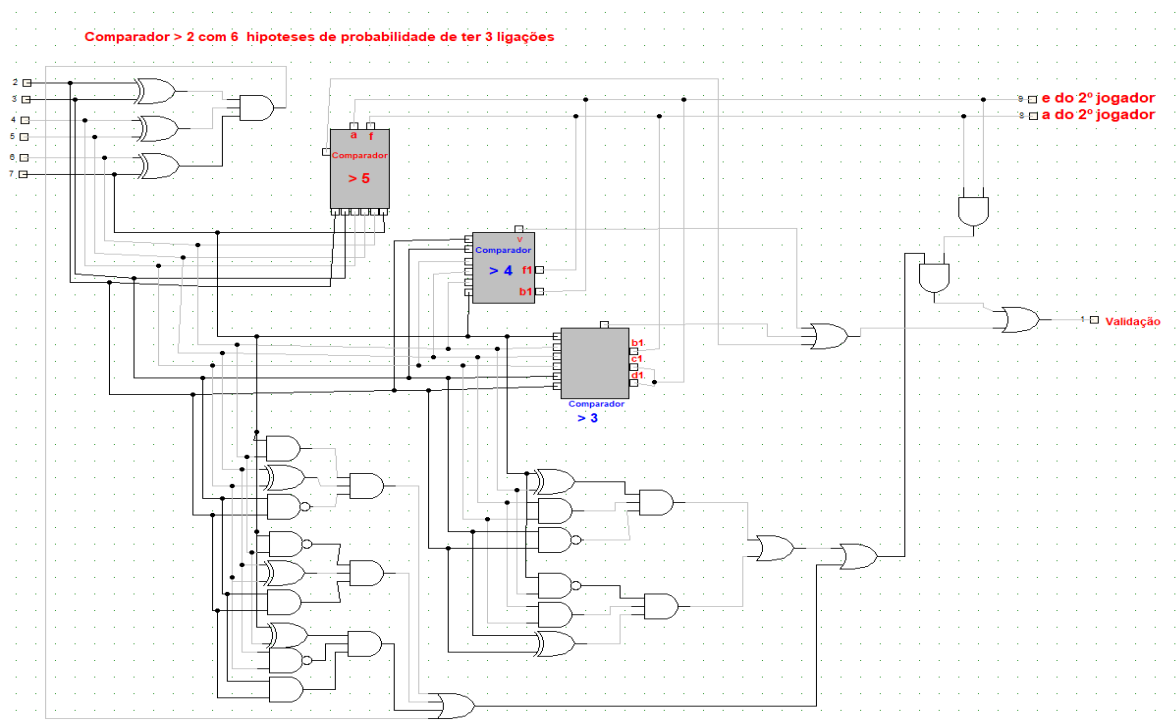 Comparador > 2 com 6 hipoteses de probabilidade de ter 3 ligações
2
3
4
5
6
7
a f
Comparador
> 5
9 e do 2º jogador
8 a do 2º jogador
v
Comparador
> 4
f1
b1
1 Validação
b1
c1
d1
Comparador
> 3